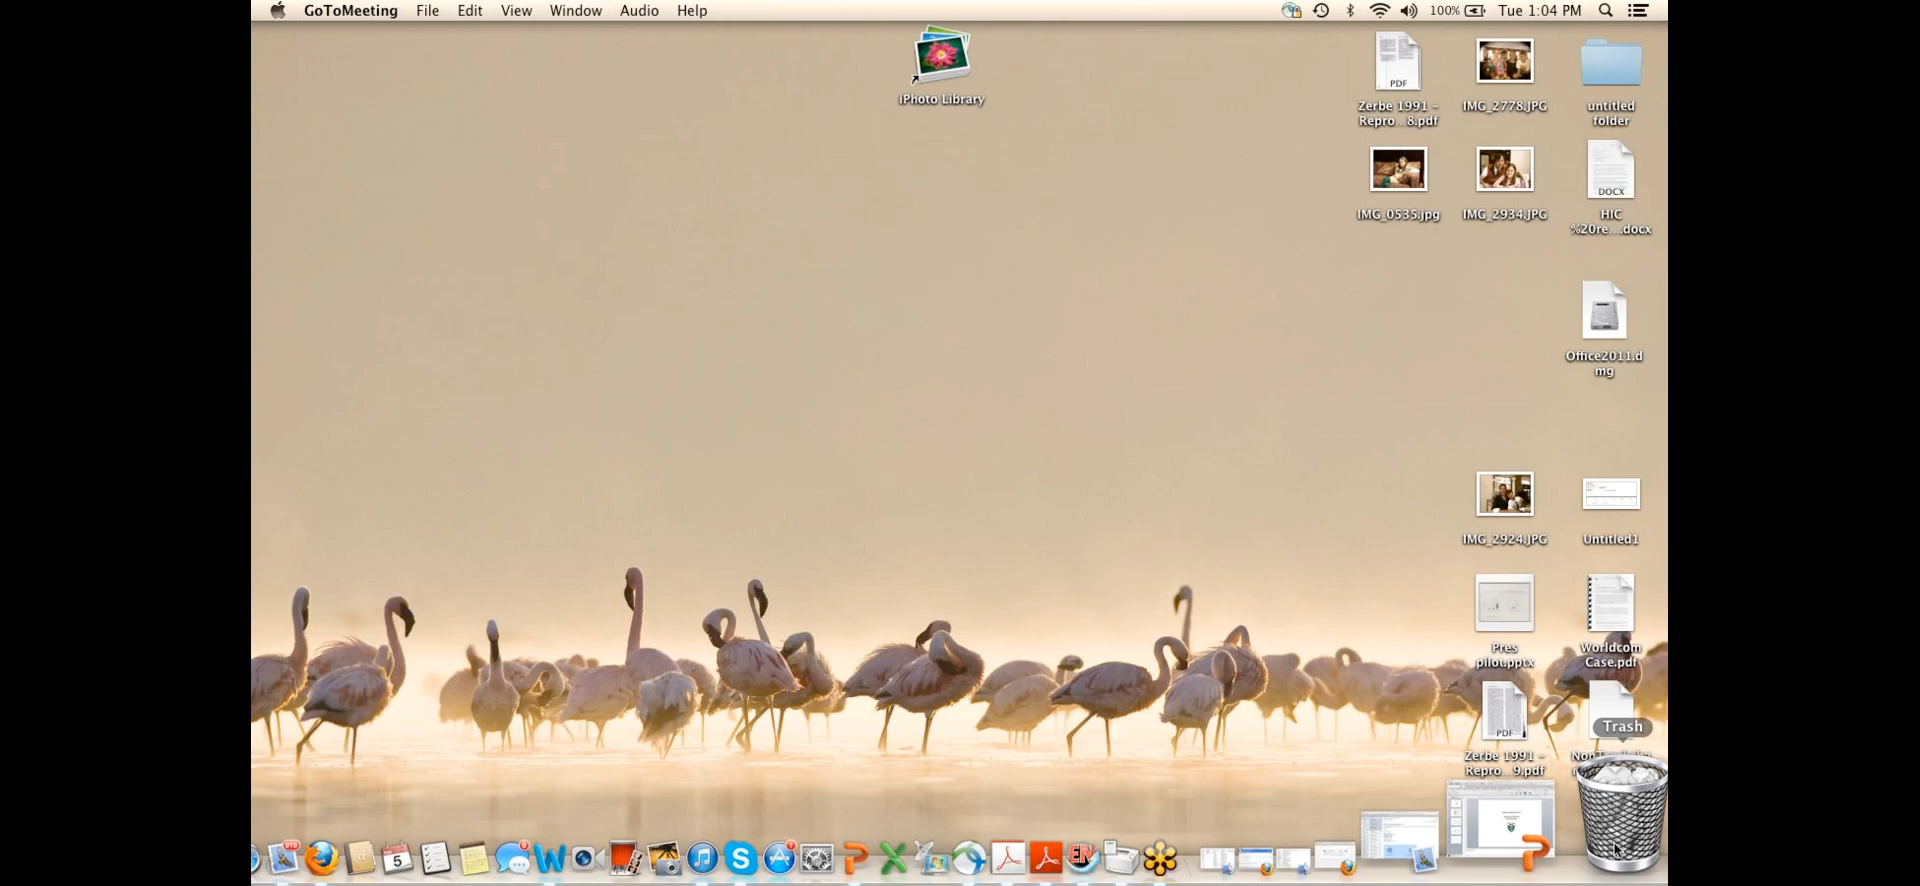 GoToMeeting File Edit View Window Audio Help 100% Tue 1:04 PM
iPhoto Library
PDF
Zerbe 1991 -
Repro...8.pdf
IMG_2778.JPG
untitled
folder
IMG_0535.jpg
IMG_2934.JPG
DOCX
HIC
%20re....docx
Office2011.d
mg
IMG_2924.JPG
Untitled1
Pres
pilot.pptx
Worldcom
Case.pdf
PDF
Zerbe 1991 -
Repro...9.pdf
Trash
5
EN